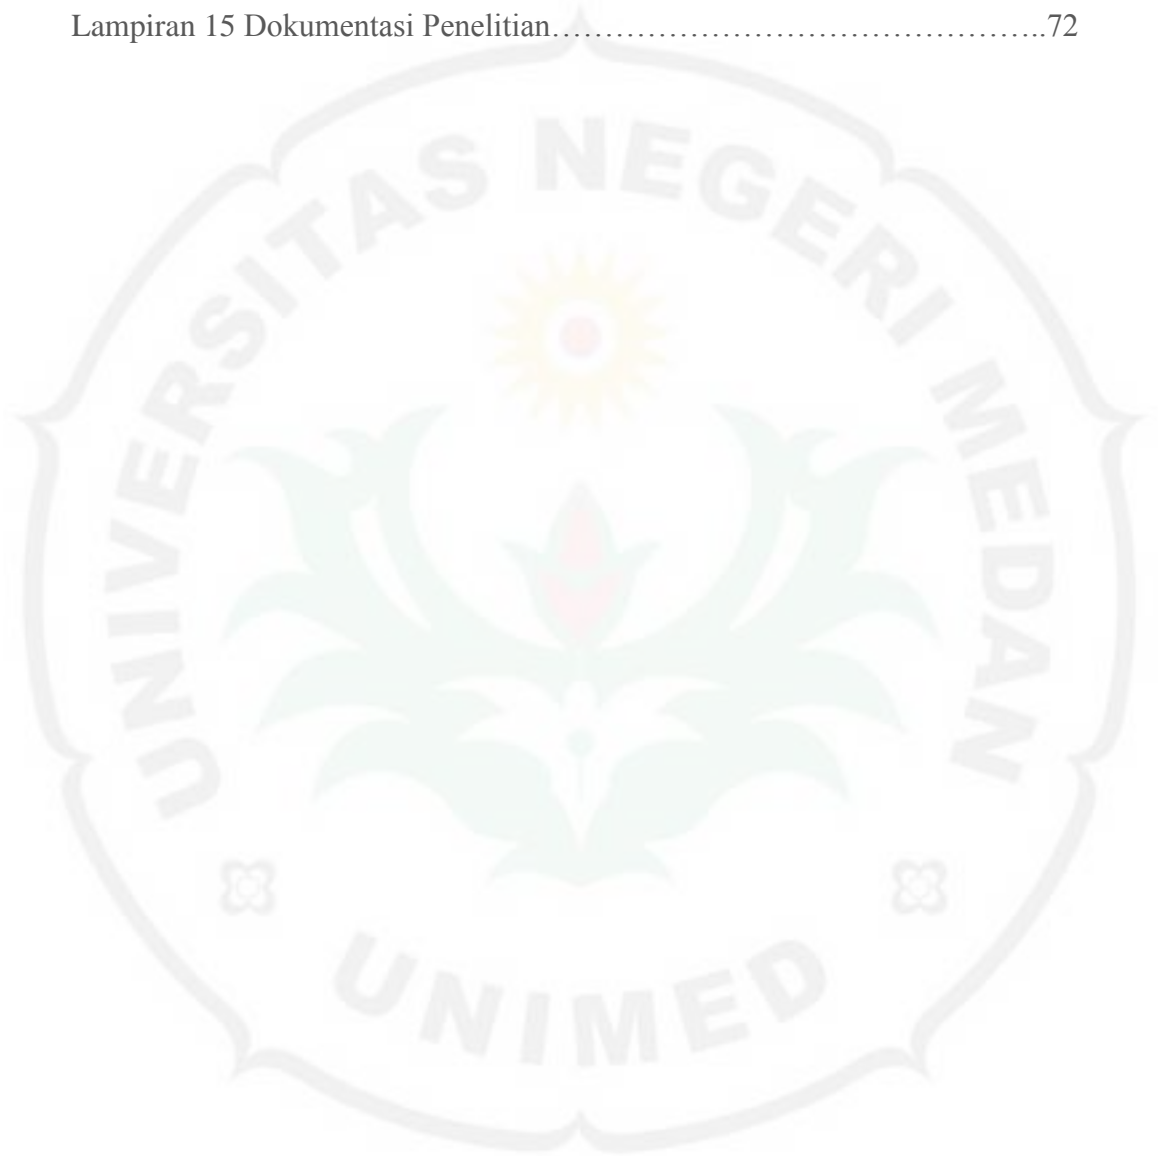 Lampiran 15 Dokumentasi Penelitian…………………………………………..72
UNIVERSITAS NEGERI MEDAN
UNIMED